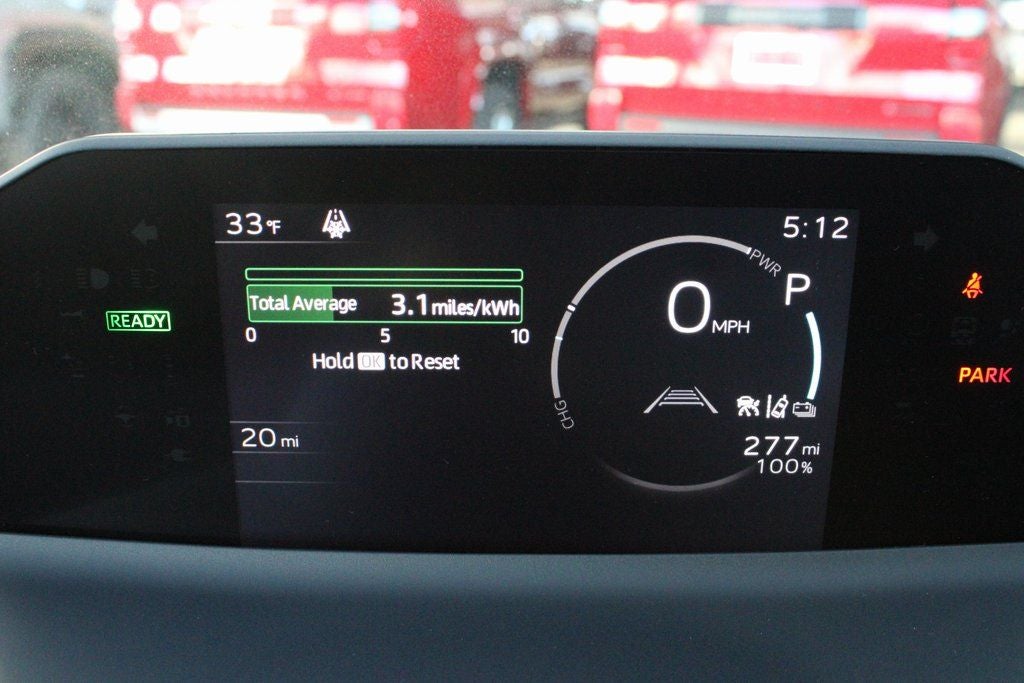 33°F
5:12
PWR
P
Total Average 3.1 miles/kWh
0 MPH
READY
0 5 10
Hold OK to Reset
PARK
CHG
20 mi
277 mi
100%